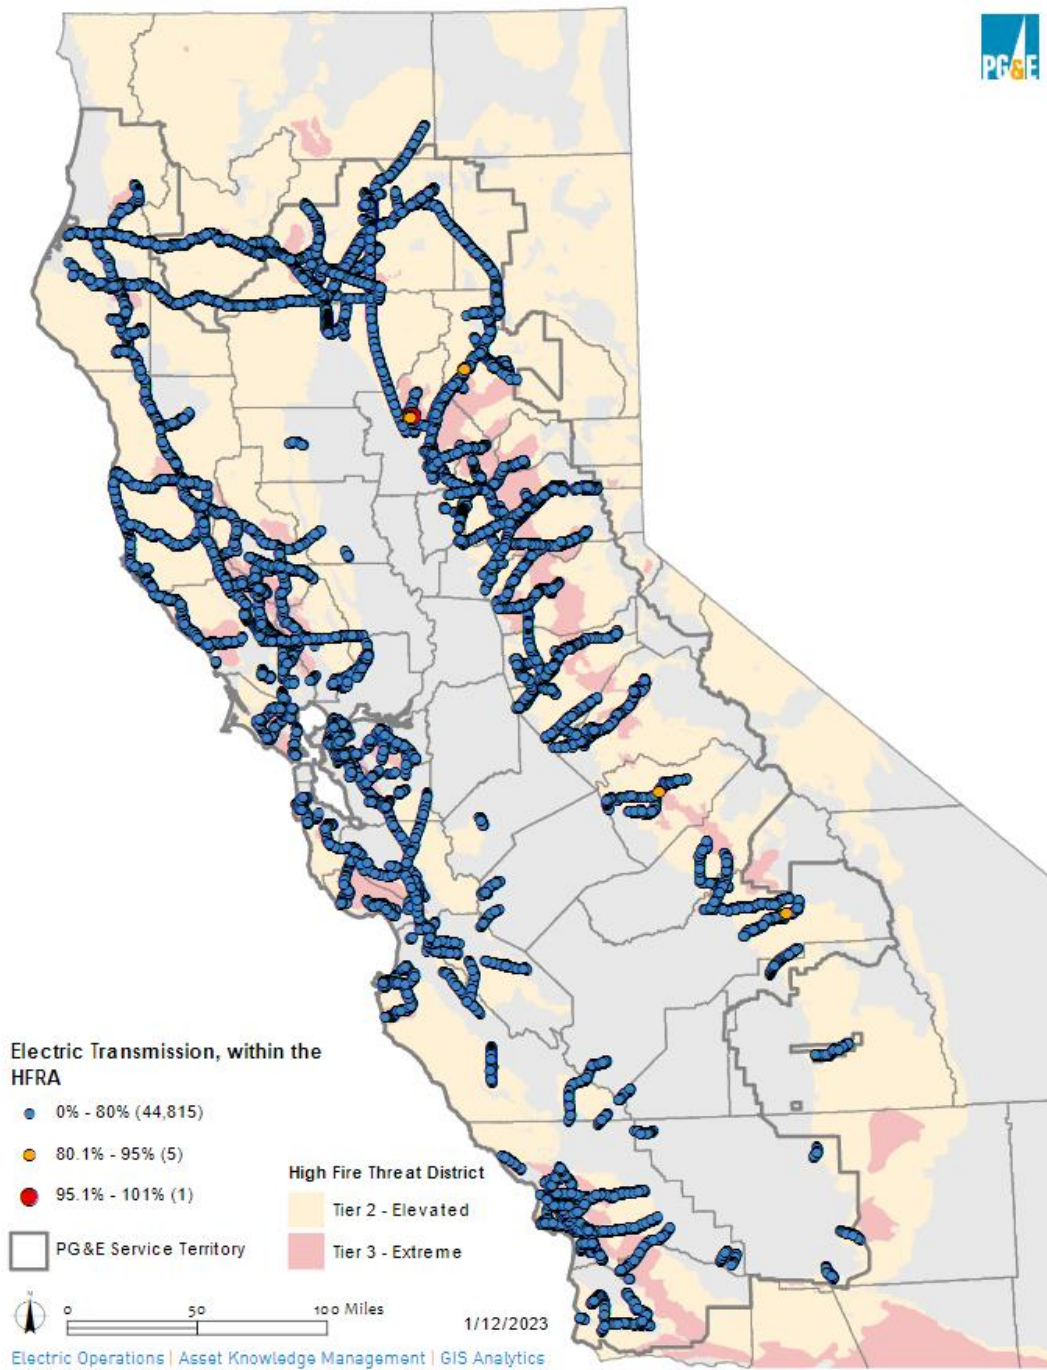 PG&E
Electric Transmission, within the
HFRA
0% - 80% (44,815)
80.1% - 95% (5)
95.1% - 101% (1)
PG&E Service Territory
High Fire Threat District
Tier 2 - Elevated
Tier 3 - Extreme
N
0 50 100 Miles
1/12/2023
Electric Operations | Asset Knowledge Management | GIS Analytics